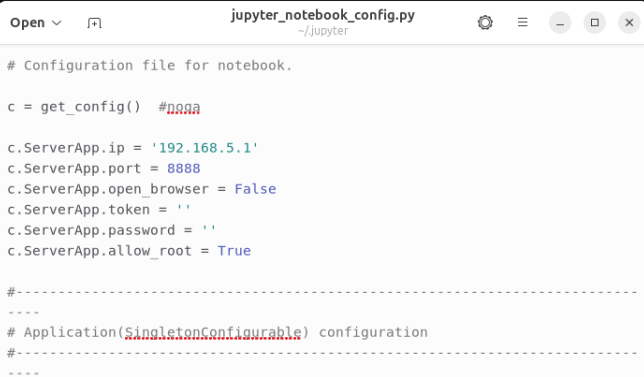 Open
jupyter_notebook_config.py
~/.jupyter
# Configuration file for notebook.
c = get_config()  #noqa
c.ServerApp.ip = '192.168.5.1'
c.ServerApp.port = 8888
c.ServerApp.open_browser = False
c.ServerApp.token = ''
c.ServerApp.password = ''
c.ServerApp.allow_root = True
#--------------------------------------------------------------------------
----
# Application(SingletonConfigurable) configuration
#--------------------------------------------------------------------------
----